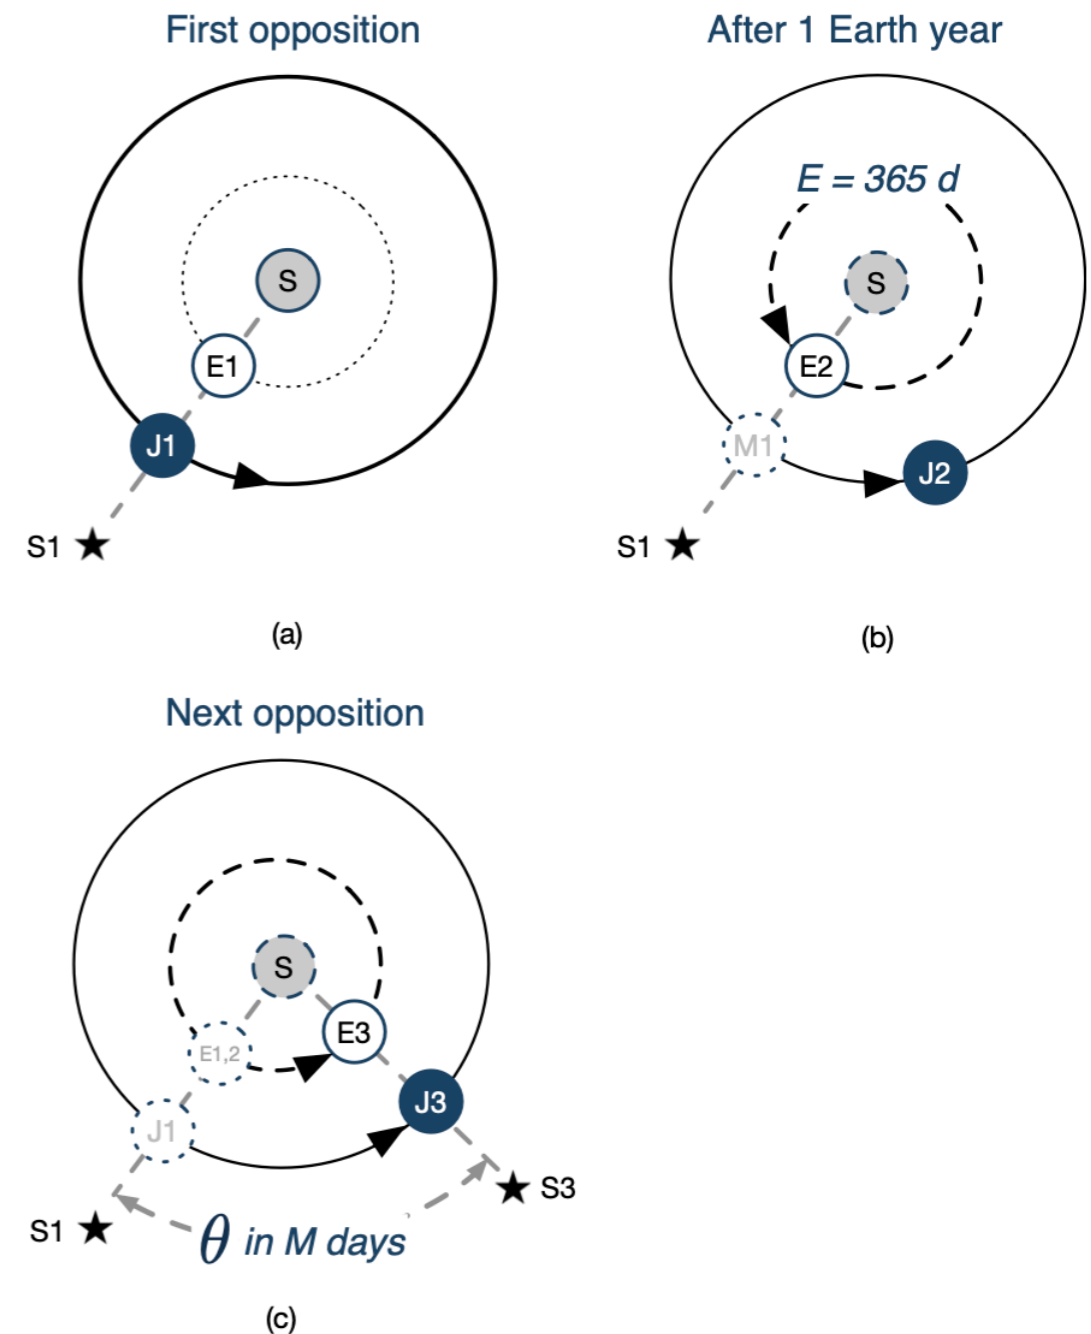 First opposition
After 1 Earth year
S
E1
J1
S1
(a)
E = 365 d
S
E2
M1
J2
S1
(b)
Next opposition
S
E1,2
E3
J1
J3
S1
S3
θ in M days
(c)